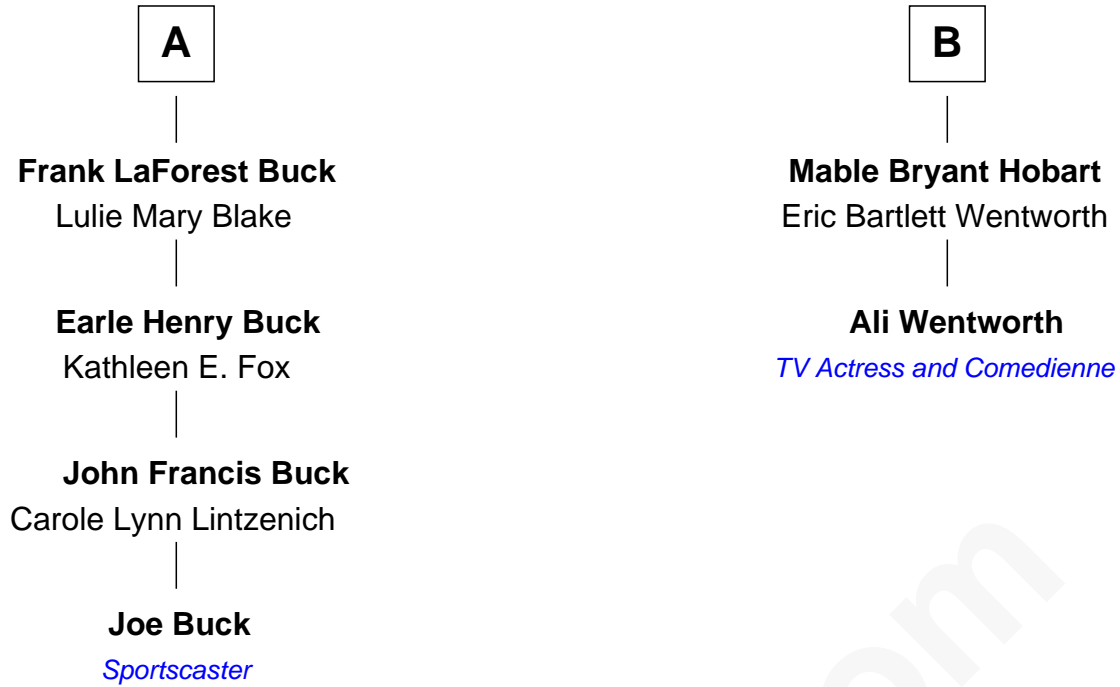 A
Frank LaForest Buck
Lulie Mary Blake
Earle Henry Buck
Kathleen E. Fox
John Francis Buck
Carole Lynn Lintzenich
Joe Buck
Sportscaster
B
Mable Bryant Hobart
Eric Bartlett Wentworth
Ali Wentworth
TV Actress and Comedienne
om